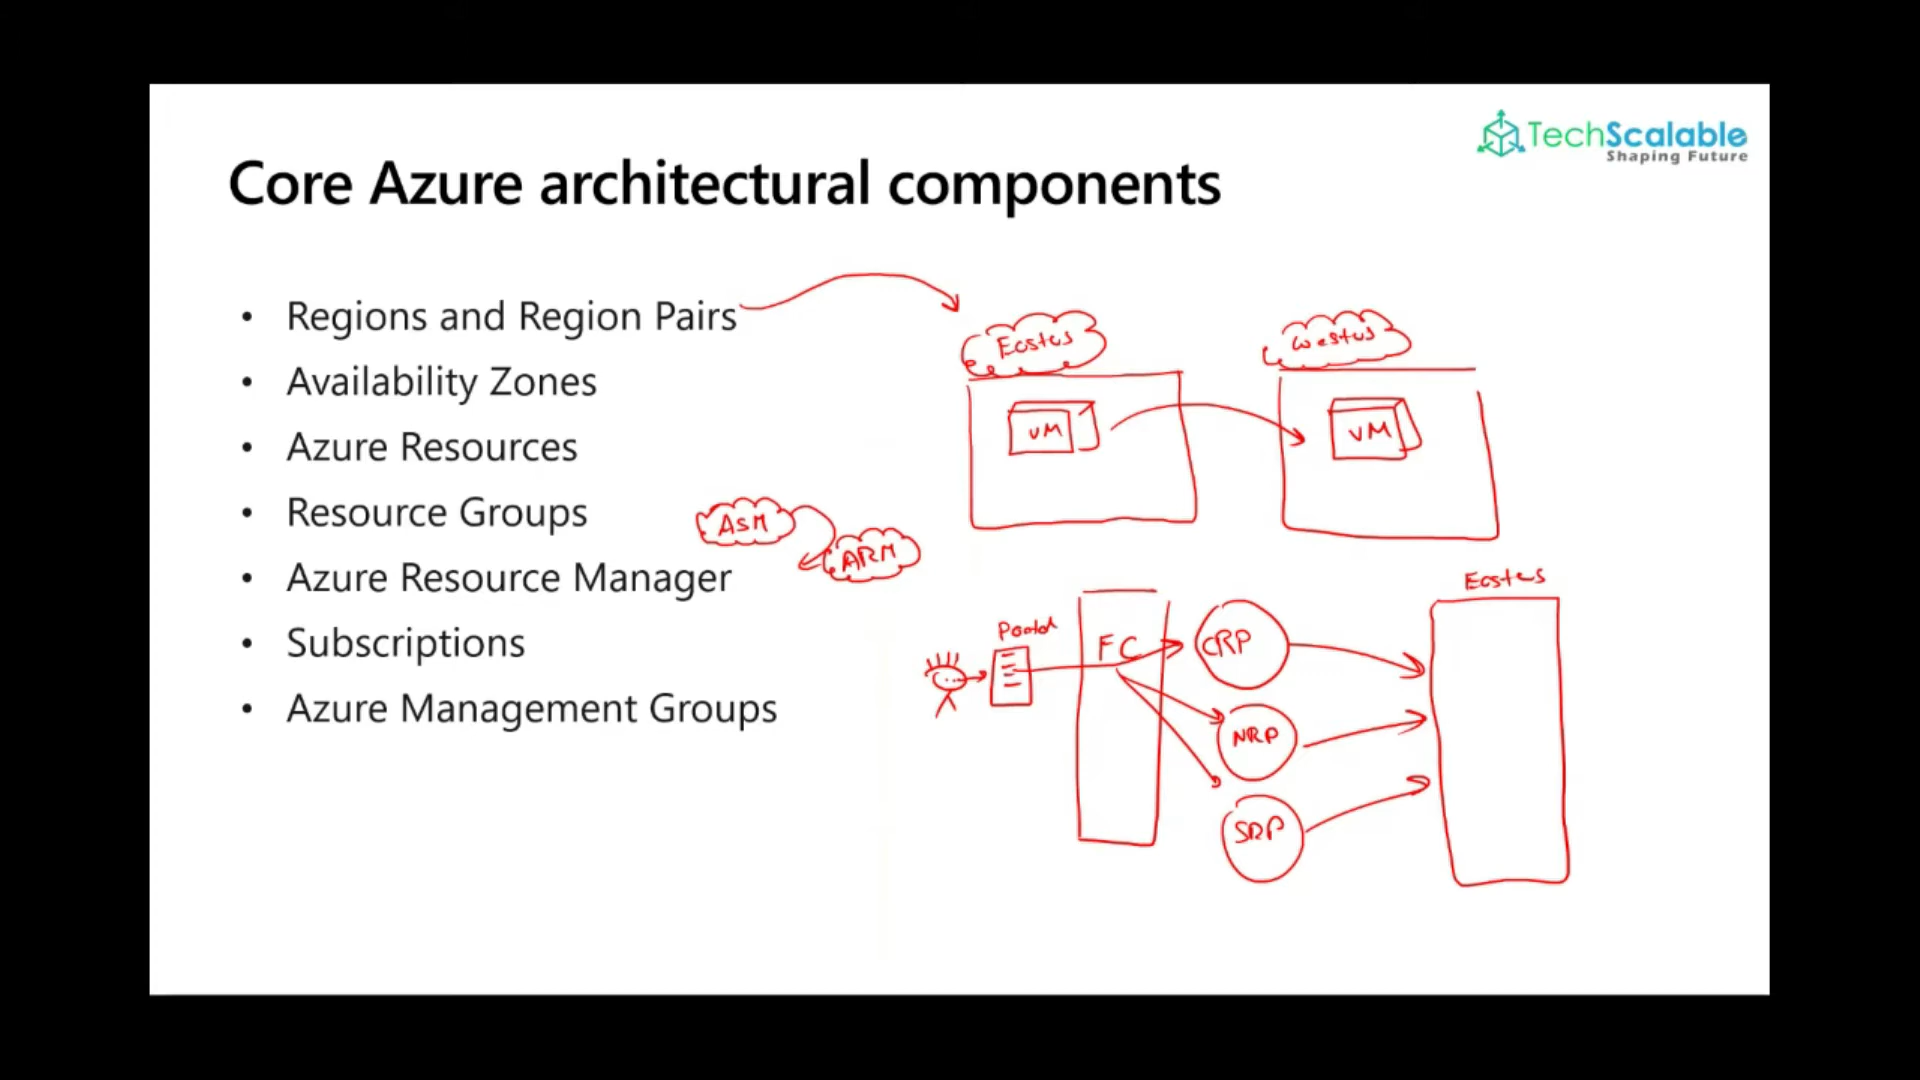 TechScalable
Shaping Future
Core Azure architectural components
• Regions and Region Pairs
• Availability Zones
• Azure Resources
• Resource Groups
• Azure Resource Manager
• Subscriptions
• Azure Management Groups
Eastus
Westus
VM
VM
ASM
ARM
Eastus
Portal
FC
CRP
NRP
SRP